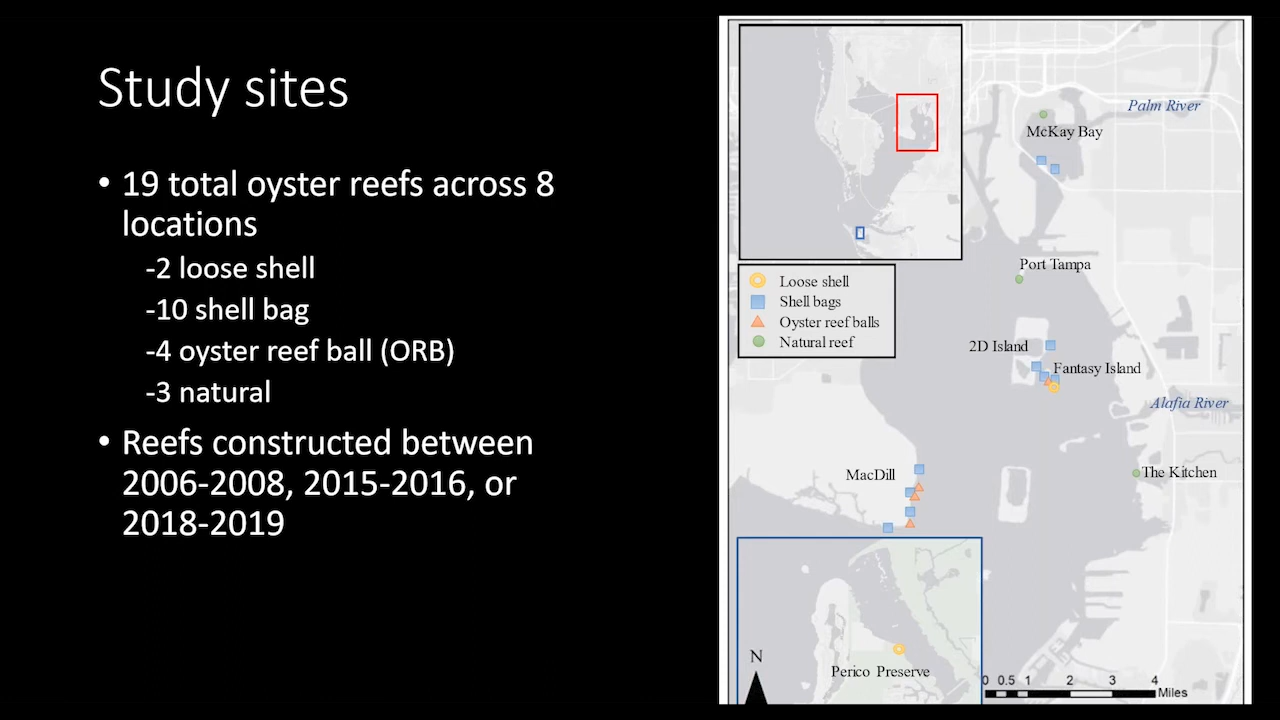 Study sites
• 19 total oyster reefs across 8
locations
-2 loose shell
-10 shell bag
-4 oyster reef ball (ORB)
-3 natural
• Reefs constructed between
2006-2008, 2015-2016, or
2018-2019
Palm River
McKay Bay
Port Tampa
Loose shell
Shell bags
Oyster reef balls
Natural reef
2D Island
Fantasy Island
Alafia River
MacDill
The Kitchen
N
Perico Preserve
0 0.5 1 2 3 4
Miles